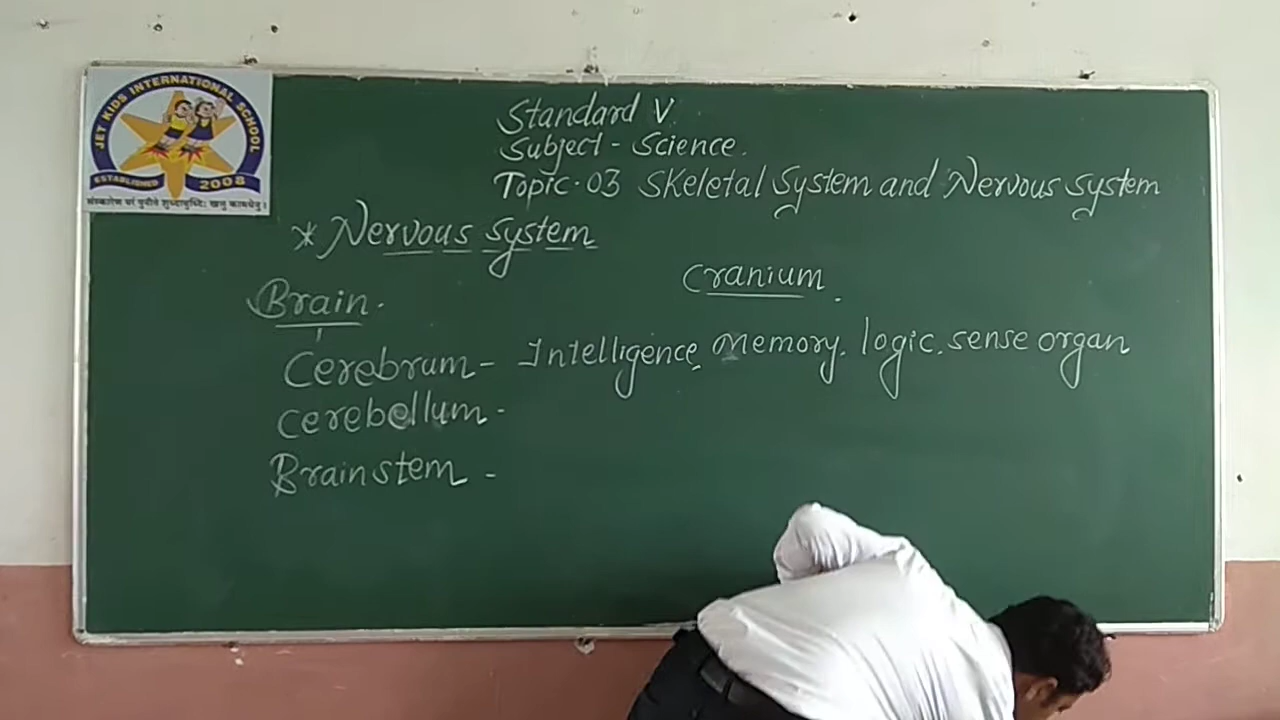 JET KIDS INTERNATIONAL SCHOOL
ESTABLISHED 2008
Standard V.
Subject - Science.
Topic. 03 Skeletal System and Nervous System
* Nervous System
Cranium.
Brain.
Cerebrum - Intelligence, Memory, logic, sense organ
Cerebellum -
Brainstem -